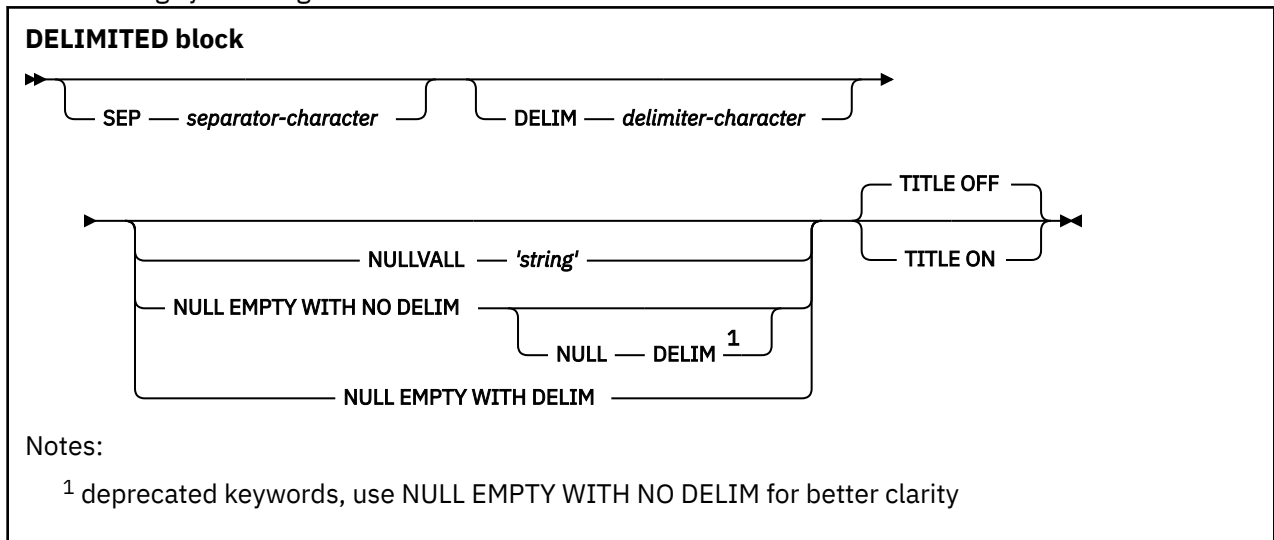 DELIMITED block
SEP separator-character DELIM delimiter-character
TITLE OFF
NULLVALL 'string' TITLE ON
NULL EMPTY WITH NO DELIM
NULL DELIM 1
NULL EMPTY WITH DELIM
Notes:
1 deprecated keywords, use NULL EMPTY WITH NO DELIM for better clarity